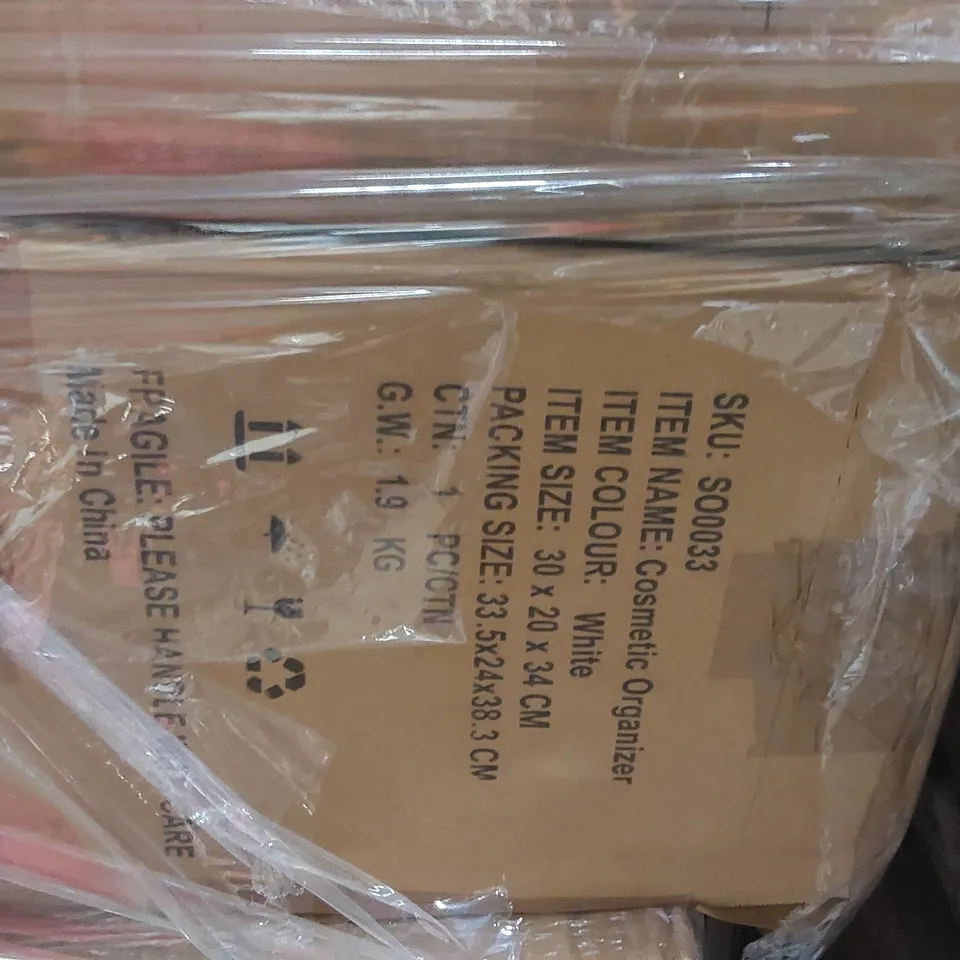 SKU: SO0033
ITEM NAME: Cosmetic Organizer
ITEM COLOUR: White
ITEM SIZE: 30 x 20 x 34 CM
PACKING SIZE: 33.5x24x38.3 CM
CTN: 1 PC/CTN
G.W.: 1.9 KG
FRAGILE: PLEASE HANDLE CARE
Made in China